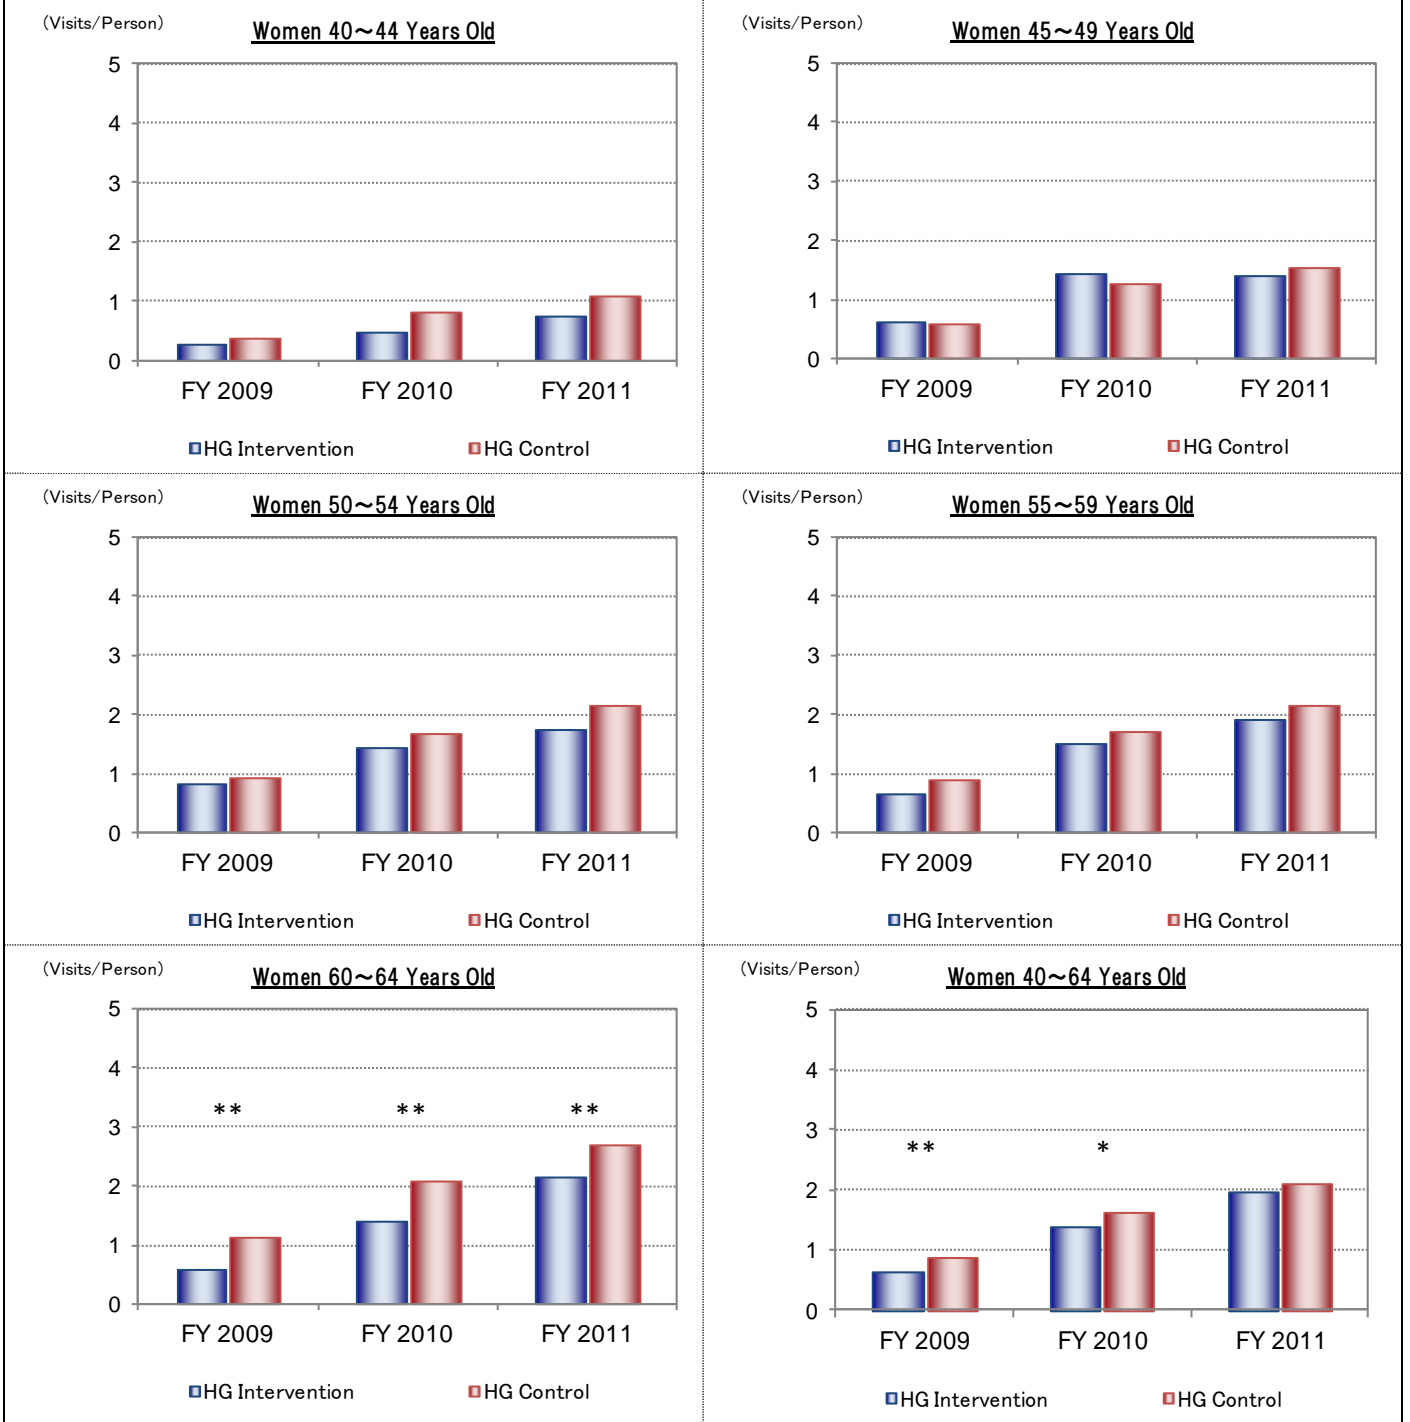 (Visits/Person)
Women 40～44 Years Old
5
4
3
2
1
0
FY 2009 FY 2010 FY 2011
HG Intervention HG Control
(Visits/Person)
Women 45～49 Years Old
5
4
3
2
1
0
FY 2009 FY 2010 FY 2011
HG Intervention HG Control
(Visits/Person)
Women 50～54 Years Old
5
4
3
2
1
0
FY 2009 FY 2010 FY 2011
HG Intervention HG Control
(Visits/Person)
Women 55～59 Years Old
5
4
3
2
1
0
FY 2009 FY 2010 FY 2011
HG Intervention HG Control
(Visits/Person)
Women 60～64 Years Old
5
4
3
** ** **
2
1
0
FY 2009 FY 2010 FY 2011
HG Intervention HG Control
(Visits/Person)
Women 40～64 Years Old
5
4
3
** *
2
1
0
FY 2009 FY 2010 FY 2011
HG Intervention HG Control